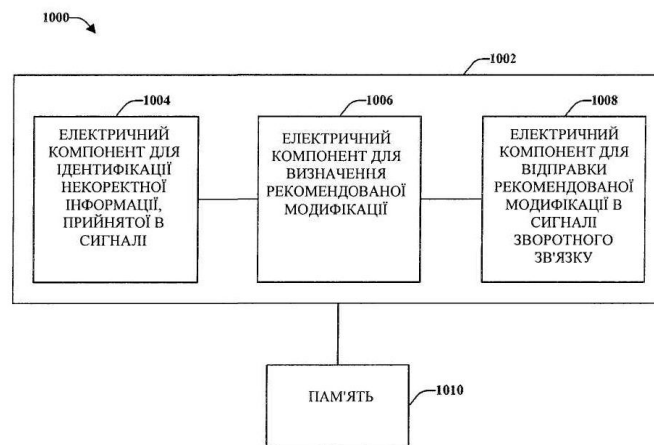 1000
1002
1004
1006
1008
ЕЛЕКТРИЧНИЙ
КОМПОНЕНТ ДЛЯ
ІДЕНТИФІКАЦІЇ
НЕКОРЕКТНОЇ
ІНФОРМАЦІЇ,
ПРИЙНЯТОЇ В
СИГНАЛІ
ЕЛЕКТРИЧНИЙ
КОМПОНЕНТ ДЛЯ
ВИЗНАЧЕННЯ
РЕКОМЕНДОВАНОЇ
МОДИФІКАЦІЇ
ЕЛЕКТРИЧНИЙ
КОМПОНЕНТ ДЛЯ
ВІДПРАВКИ
РЕКОМЕНДОВАНОЇ
МОДИФІКАЦІЇ В
СИГНАЛІ
ЗВОРОТНОГО
ЗВ'ЯЗКУ
ПАМ'ЯТЬ
1010